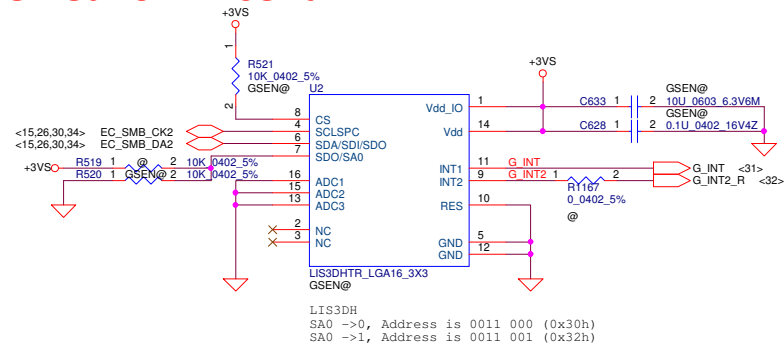 +3VS
R521
10K_0402_5%
GSEN@
1
2
U2
8 CS
4 SCLSPC
6 SDA/SDI/SDO
7 SDO/SA0
16 ADC1
15 ADC2
13 ADC3
2 NC
3 NC
Vdd_IO 1
Vdd 14
INT1 11
INT2 9
RES 10
GND 5
GND 12
LIS3DHTR_LGA16_3X3
GSEN@
<15,26,30,34> EC_SMB_CK2
<15,26,30,34> EC_SMB_DA2
+3VS R519 1 @ 2 10K_0402_5%
R520 1 GSEN@ 2 10K_0402_5%
+3VS
GSEN@
C633 1 2 10U_0603_6.3V6M
GSEN@
C628 1 2 0.1U_0402_16V4Z
G_INT G_INT <31>
G_INT2 1 2 G_INT2_R <32>
R1167
0_0402_5%
@
LIS3DH
SA0 ->0, Address is 0011 000 (0x30h)
SA0 ->1, Address is 0011 001 (0x32h)